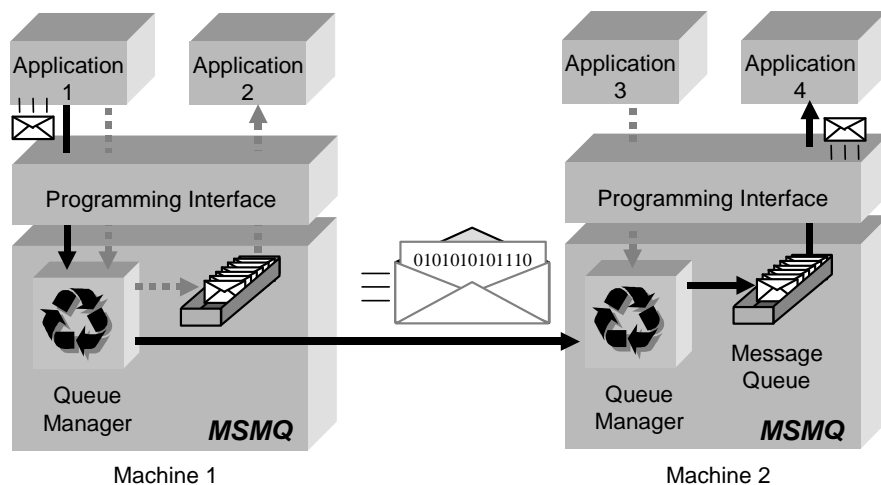 Application
1
Application
2
Application
3
Application
4
Programming Interface
Programming Interface
0101010101110
Queue
Manager
MSMQ
Message
Queue
Queue
Manager
MSMQ
Machine 1
Machine 2